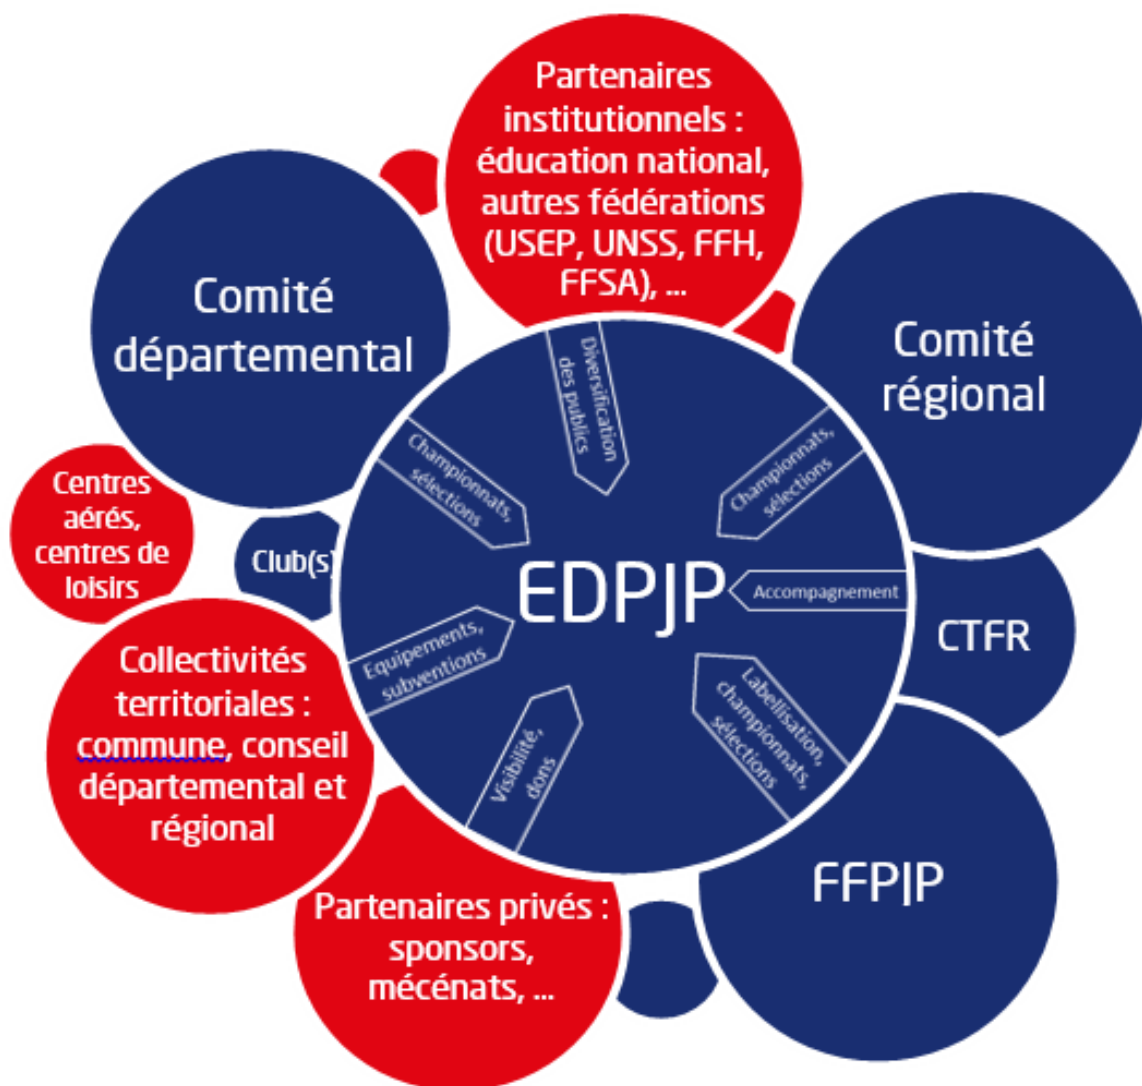 Partenaires
institutionnels :
éducation national,
autres fédérations
(USEP, UNSS, FFH,
FFSA), ...
Comité
départemental
Comité
régional
Diversification
des publics
Championnats,
sélections
Championnats,
sélections
Centres
aérés,
centres de
loisirs
Club(s)
EDPJP
Accompagnement
CTFR
Equipements,
subventions
Collectivités
territoriales :
commune, conseil
départemental et
régional
Visibilité,
dons
Labellisation,
championnats,
sélections
FFPJP
Partenaires privés :
sponsors,
mécénats, ...